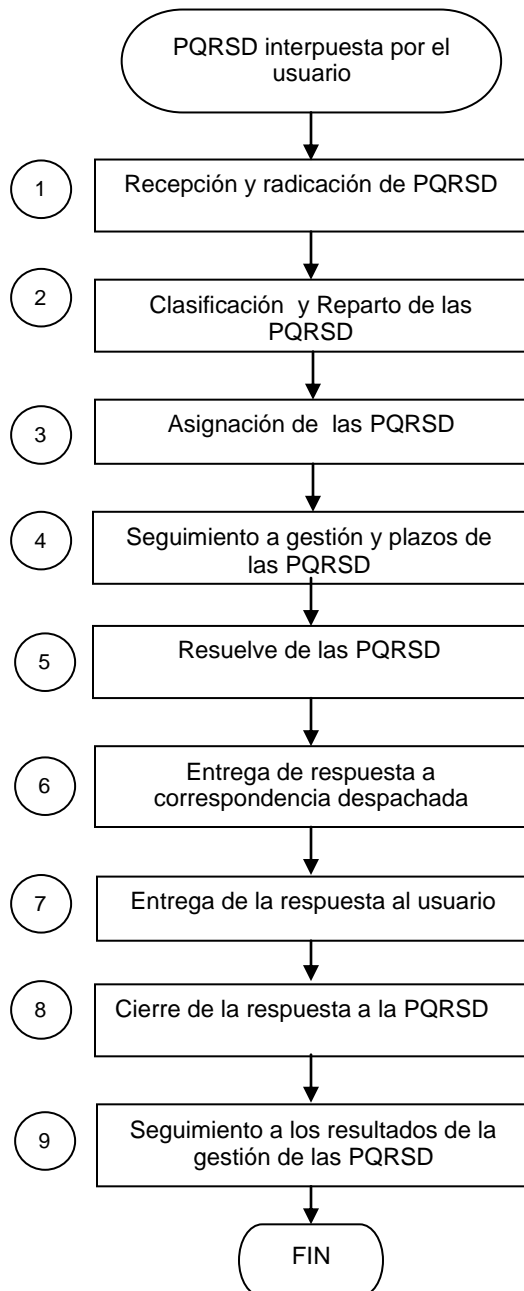 PQRSD interpuesta por el
usuario
1
Recepción y radicación de PQRSD
2
Clasificación y Reparto de las
PQRSD
3
Asignación de las PQRSD
4
Seguimiento a gestión y plazos de
las PQRSD
5
Resuelve de las PQRSD
6
Entrega de respuesta a
correspondencia despachada
7
Entrega de la respuesta al usuario
8
Cierre de la respuesta a la PQRSD
9
Seguimiento a los resultados de la
gestión de las PQRSD
FIN